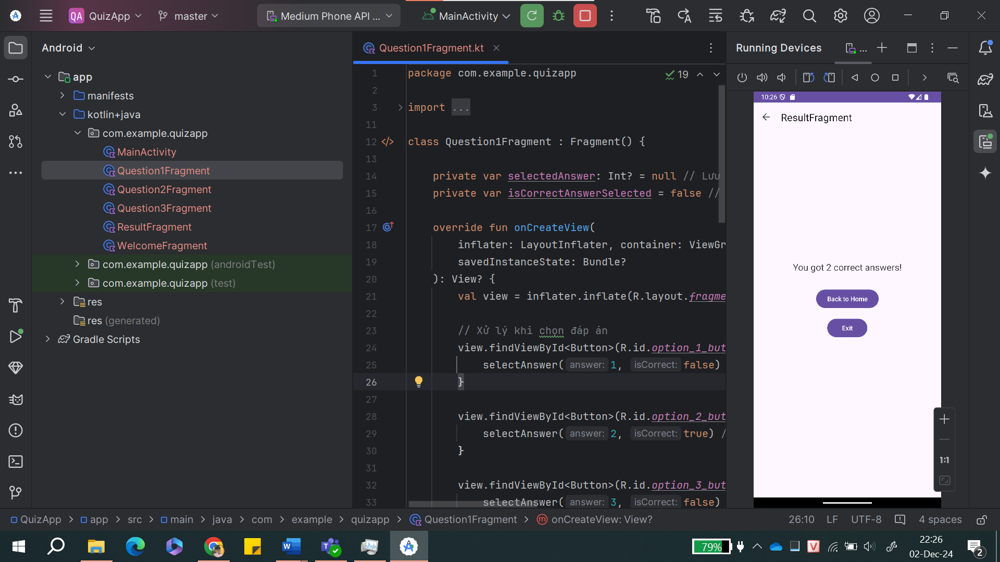 QA QuizApp master Medium Phone API ... MainActivity
Android
app
manifests
kotlin+java
com.example.quizapp
MainActivity
Question1Fragment
Question2Fragment
Question3Fragment
ResultFragment
WelcomeFragment
com.example.quizapp (androidTest)
com.example.quizapp (test)
res
res (generated)
Gradle Scripts
Question1Fragment.kt
19
1 package com.example.quizapp
2
3 import ...
11
12 class Question1Fragment : Fragment() {
13
14 private var selectedAnswer: Int? = null // Lưu
15 private var isCorrectAnswerSelected = false //
16
17 override fun onCreateView(
18 inflater: LayoutInflater, container: ViewGr
19 savedInstanceState: Bundle?
20 ): View? {
21 val view = inflater.inflate(R.layout.fragme
22
23 // Xử lý khi chọn đáp án
24 view.findViewById<Button>(R.id.option_1_but
25 selectAnswer( answer: 1, isCorrect: false)
26 }
27
28 view.findViewById<Button>(R.id.option_2_but
29 selectAnswer( answer: 2, isCorrect: true) /
30 }
31
32 view.findViewById<Button>(R.id.option_3_but
33 selectAnswer( answer: 3, isCorrect: false)
Running Devices ...
10:26
ResultFragment
You got 2 correct answers!
Back to Home
Exit
1:1
QuizApp > app > src > main > java > com > example > quizapp > Question1Fragment > onCreateView: View?
26:10 LF UTF-8 4 spaces
79%
22:26
02-Dec-24
2